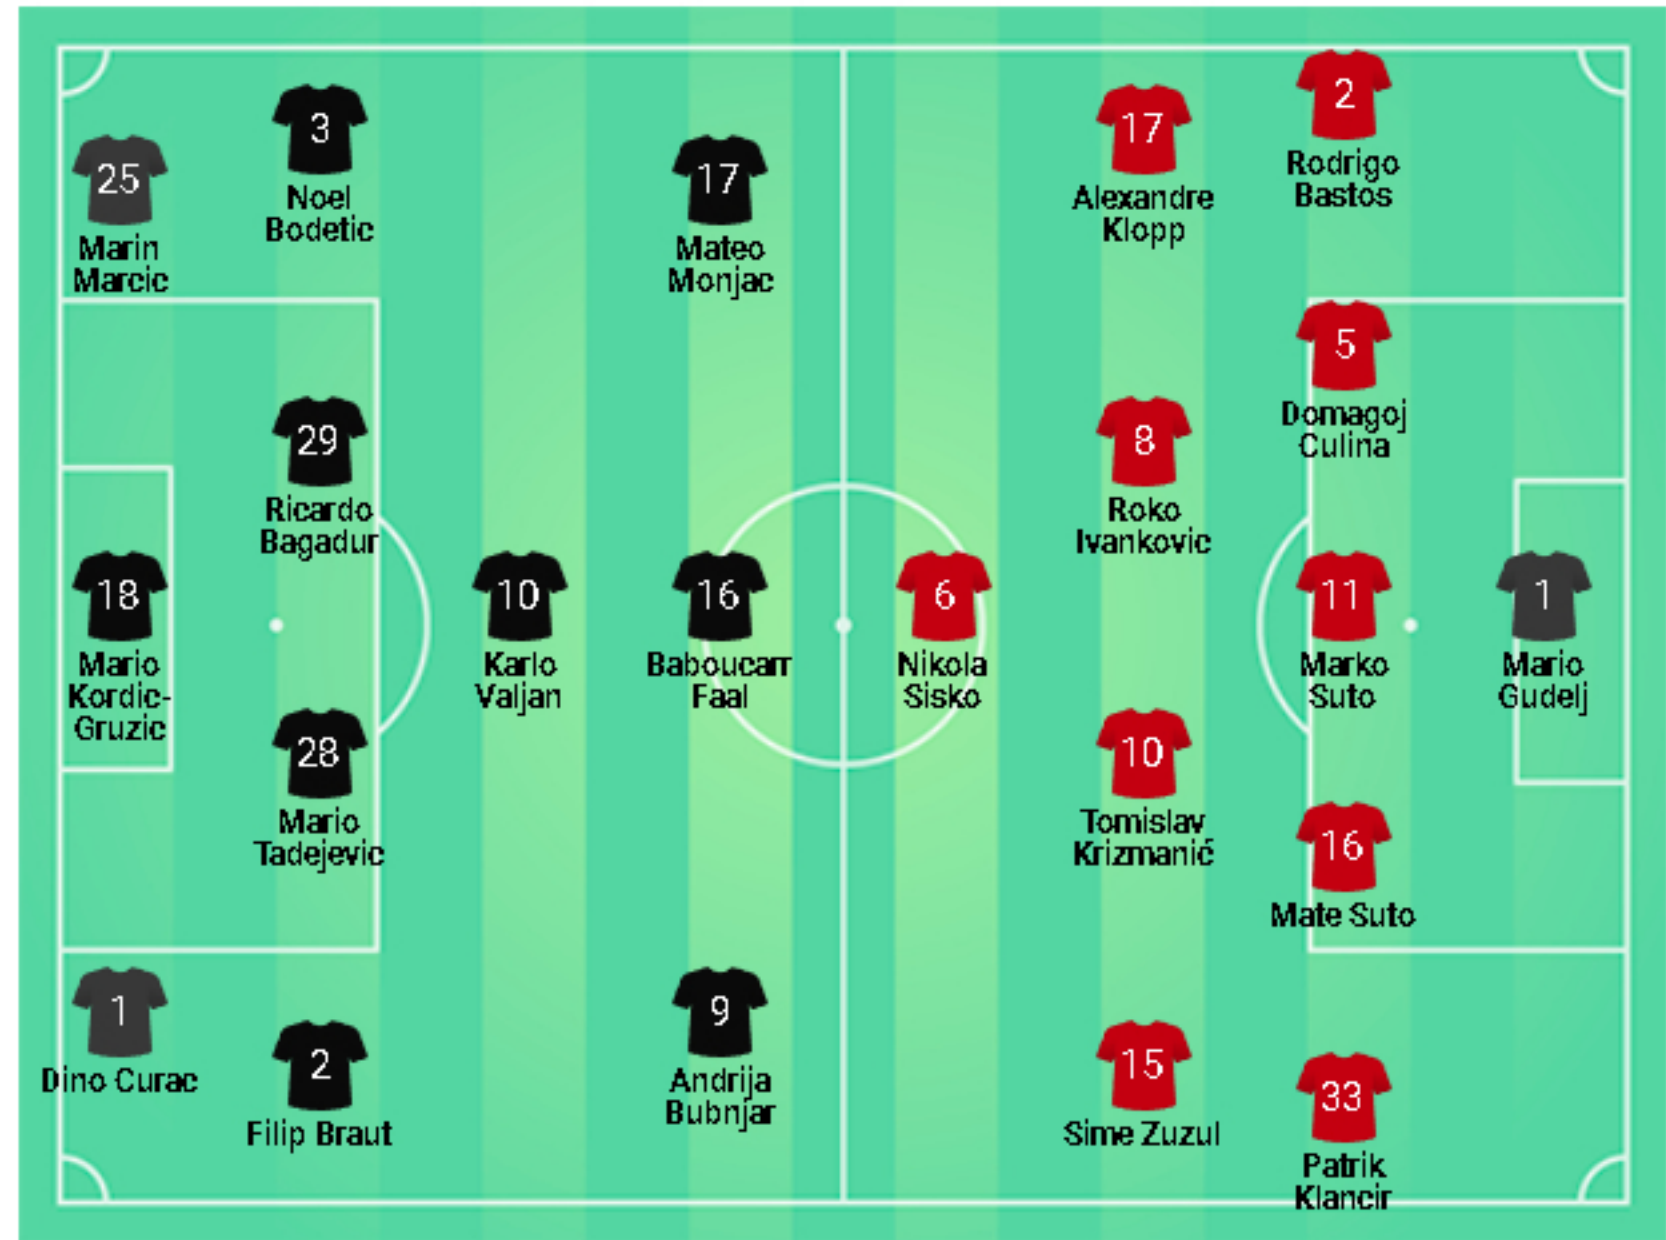 25
Marin
Marcic
18
Mario
Kordic-
Gruzic
1
Dino Curac
3
Noel
Bodetic
29
Ricardo
Bagadur
28
Mario
Tadejevic
2
Filip Braut
10
Karlo
Valjan
17
Mateo
Monjac
16
Baboucarr
Faal
9
Andrija
Bubnjar
6
Nikola
Sisko
17
Alexandre
Klopp
8
Roko
Ivankovic
10
Tomislav
Krizmanić
15
Sime Zuzul
2
Rodrigo
Bastos
5
Domagoj
Culina
11
Marko
Suto
16
Mate Suto
33
Patrik
Klancir
1
Mario
Gudelj